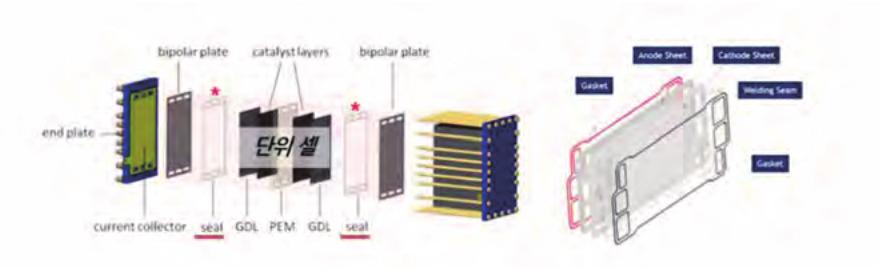 bipolar plate
catalyst layers
bipolar plate
*
*
end plate
단위 셀
current collector
seal
GDL
PEM
GDL
seal
Anode Sheet
Cathode Sheet
Gasket
Welding Seam
Gasket